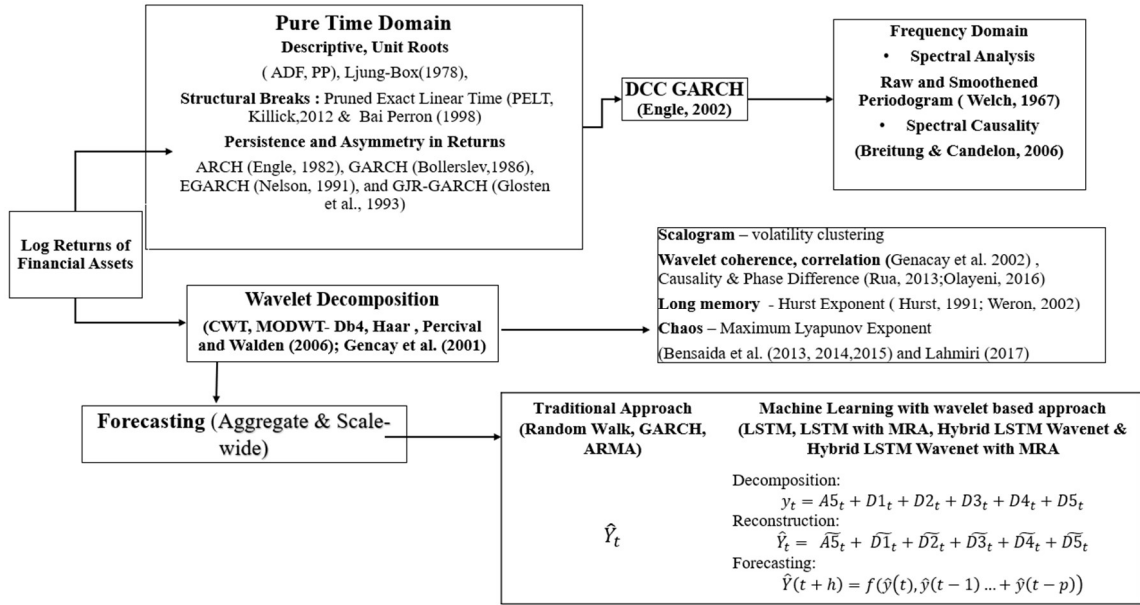 Pure Time Domain
Descriptive, Unit Roots
( ADF, PP), Ljung-Box(1978),
Structural Breaks : Pruned Exact Linear Time (PELT,
Killick,2012 & Bai Perron (1998)
Persistence and Asymmetry in Returns
ARCH (Engle, 1982), GARCH (Bollerslev,1986),
EGARCH (Nelson, 1991), and GJR-GARCH (Glosten
et al., 1993)
DCC GARCH
(Engle, 2002)
Frequency Domain
• Spectral Analysis
Raw and Smoothened
Periodogram ( Welch, 1967)
• Spectral Causality
(Breitung & Candelon, 2006)
Log Returns of
Financial Assets
Wavelet Decomposition
(CWT, MODWT- Db4, Haar , Percival
and Walden (2006); Gencay et al. (2001)
Scalogram – volatility clustering
Wavelet coherence, correlation (Genacay et al. 2002) ,
Causality & Phase Difference (Rua, 2013;Olayeni, 2016)
Long memory - Hurst Exponent ( Hurst, 1991; Weron, 2002)
Chaos – Maximum Lyapunov Exponent
(Bensaida et al. (2013, 2014,2015) and Lahmiri (2017)
Forecasting (Aggregate & Scale-
wide)
Traditional Approach
(Random Walk, GARCH,
ARMA)
Ŷ_t
Machine Learning with wavelet based approach
(LSTM, LSTM with MRA, Hybrid LSTM Wavenet &
Hybrid LSTM Wavenet with MRA
Decomposition:
y_t = A5_t + D1_t + D2_t + D3_t + D4_t + D5_t
Reconstruction:
Ŷ_t = Ã5_t + D̃1_t + D̃2_t + D̃3_t + D̃4_t + D̃5_t
Forecasting:
Ŷ(t + h) = f(ŷ(t), ŷ(t − 1) … + ŷ(t − p))